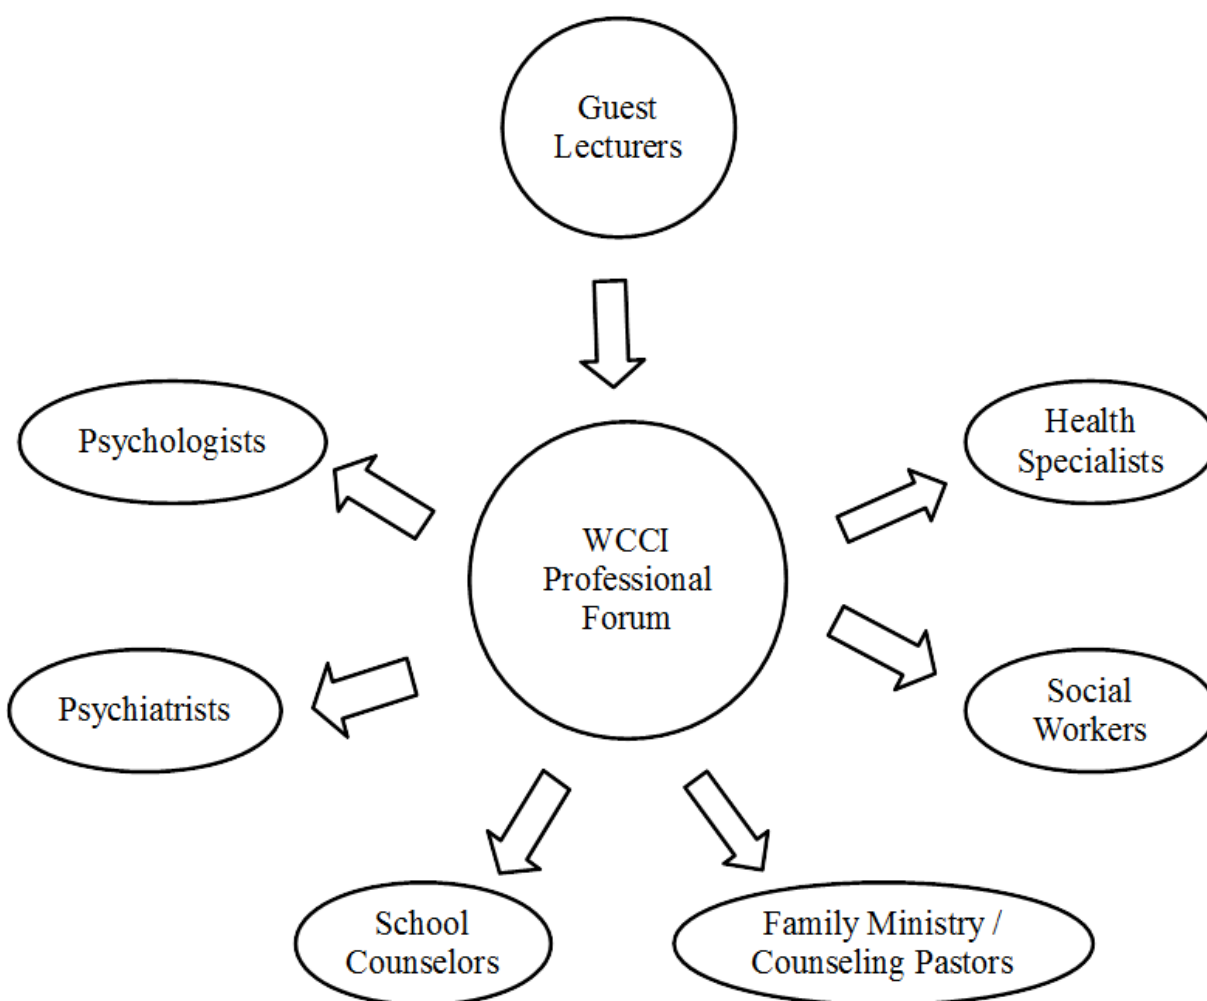 Guest
Lecturers
Psychologists
Health
Specialists
WCCI
Professional
Forum
Psychiatrists
Social
Workers
School
Counselors
Family Ministry /
Counseling Pastors